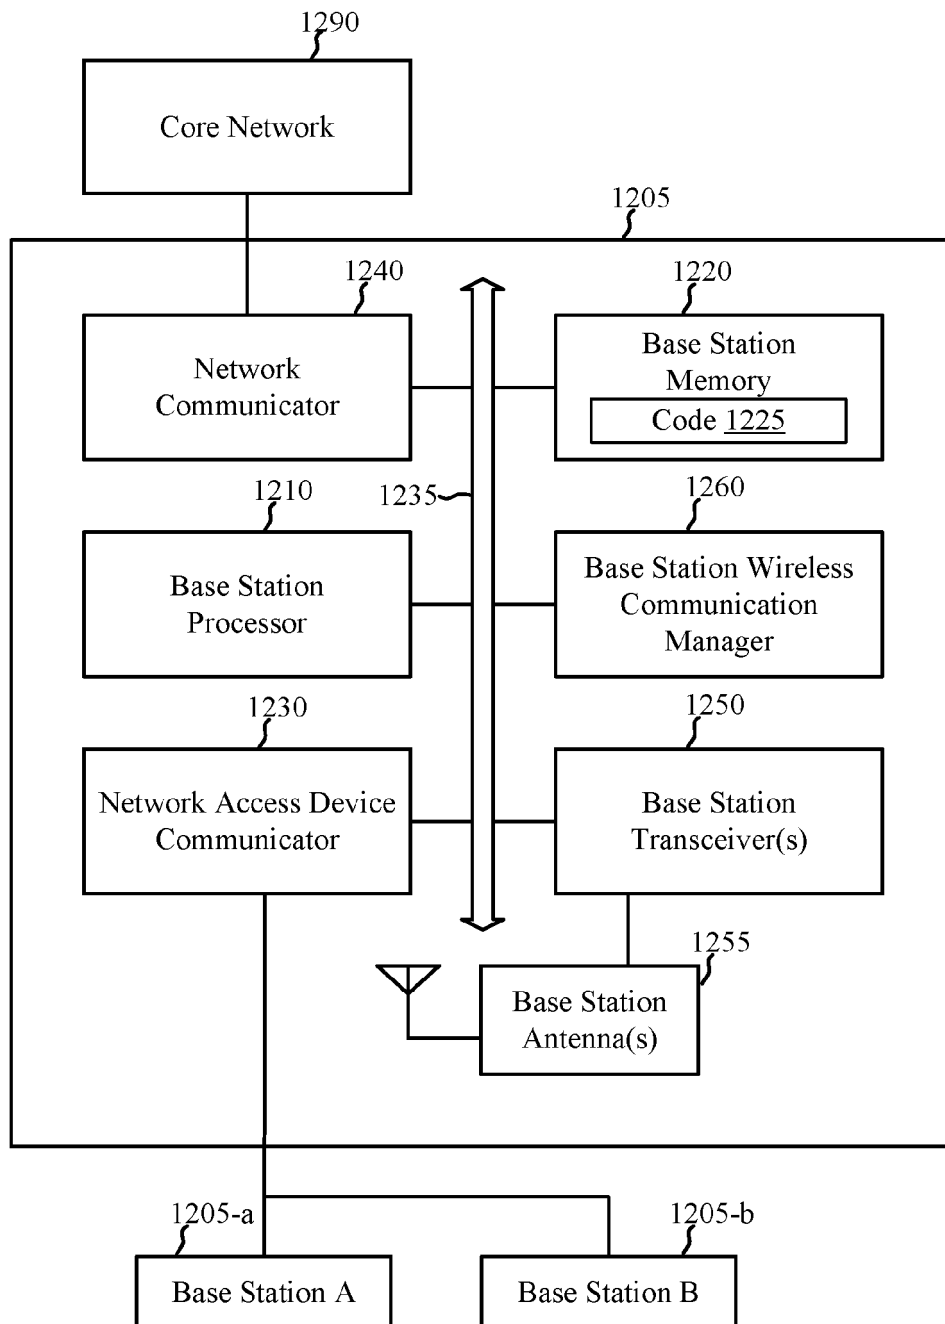 1290
Core Network
1205
1240
1220
Network
Communicator
Base Station
Memory
Code 1225
1235
1210
1260
Base Station
Processor
Base Station Wireless
Communication
Manager
1230
1250
Network Access Device
Communicator
Base Station
Transceiver(s)
1255
Base Station
Antenna(s)
1205-a
1205-b
Base Station A
Base Station B